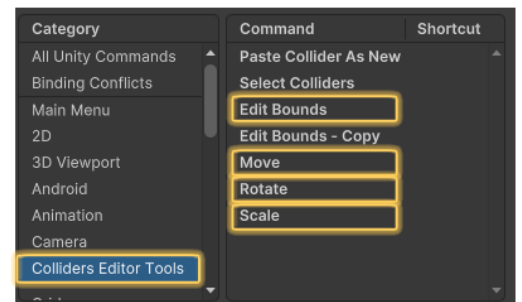 Category
All Unity Commands
Binding Conflicts
Main Menu
2D
3D Viewport
Android
Animation
Camera
Colliders Editor Tools
Command Shortcut
Paste Collider As New
Select Colliders
Edit Bounds
Edit Bounds - Copy
Move
Rotate
Scale